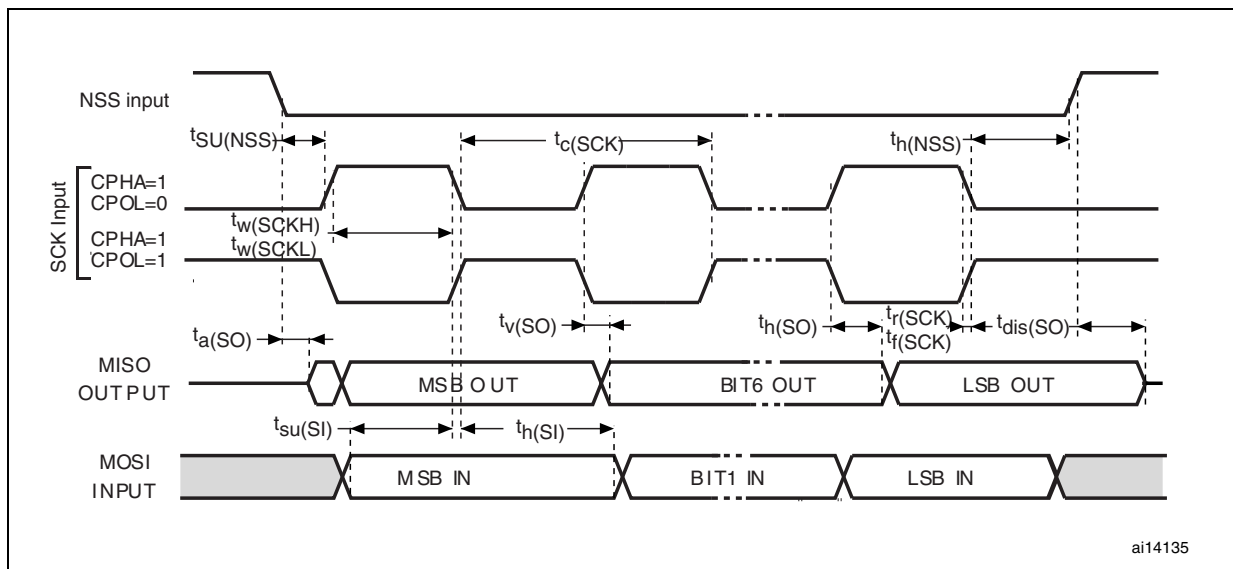 NSS input
tSU(NSS)
tc(SCK)
th(NSS)
SCK Input
CPHA=1
CPOL=0
tw(SCKH)
tw(SCKL)
CPHA=1
CPOL=1
ta(SO)
tv(SO)
th(SO)
tr(SCK)
tf(SCK)
tdis(SO)
MISO
OUTPUT
MSB OUT
BIT6 OUT
LSB OUT
tsu(SI)
th(SI)
MOSI
INPUT
MSB IN
BIT1 IN
LSB IN
ai14135